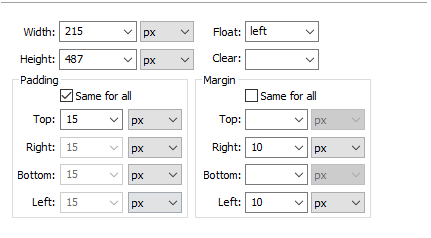 Width: 215 px Float: left
Height: 487 px Clear:
Padding Margin
Same for all Same for all
Top: 15 px Top: px
Right: 15 px Right: 10 px
Bottom: 15 px Bottom: px
Left: 15 px Left: 10 px